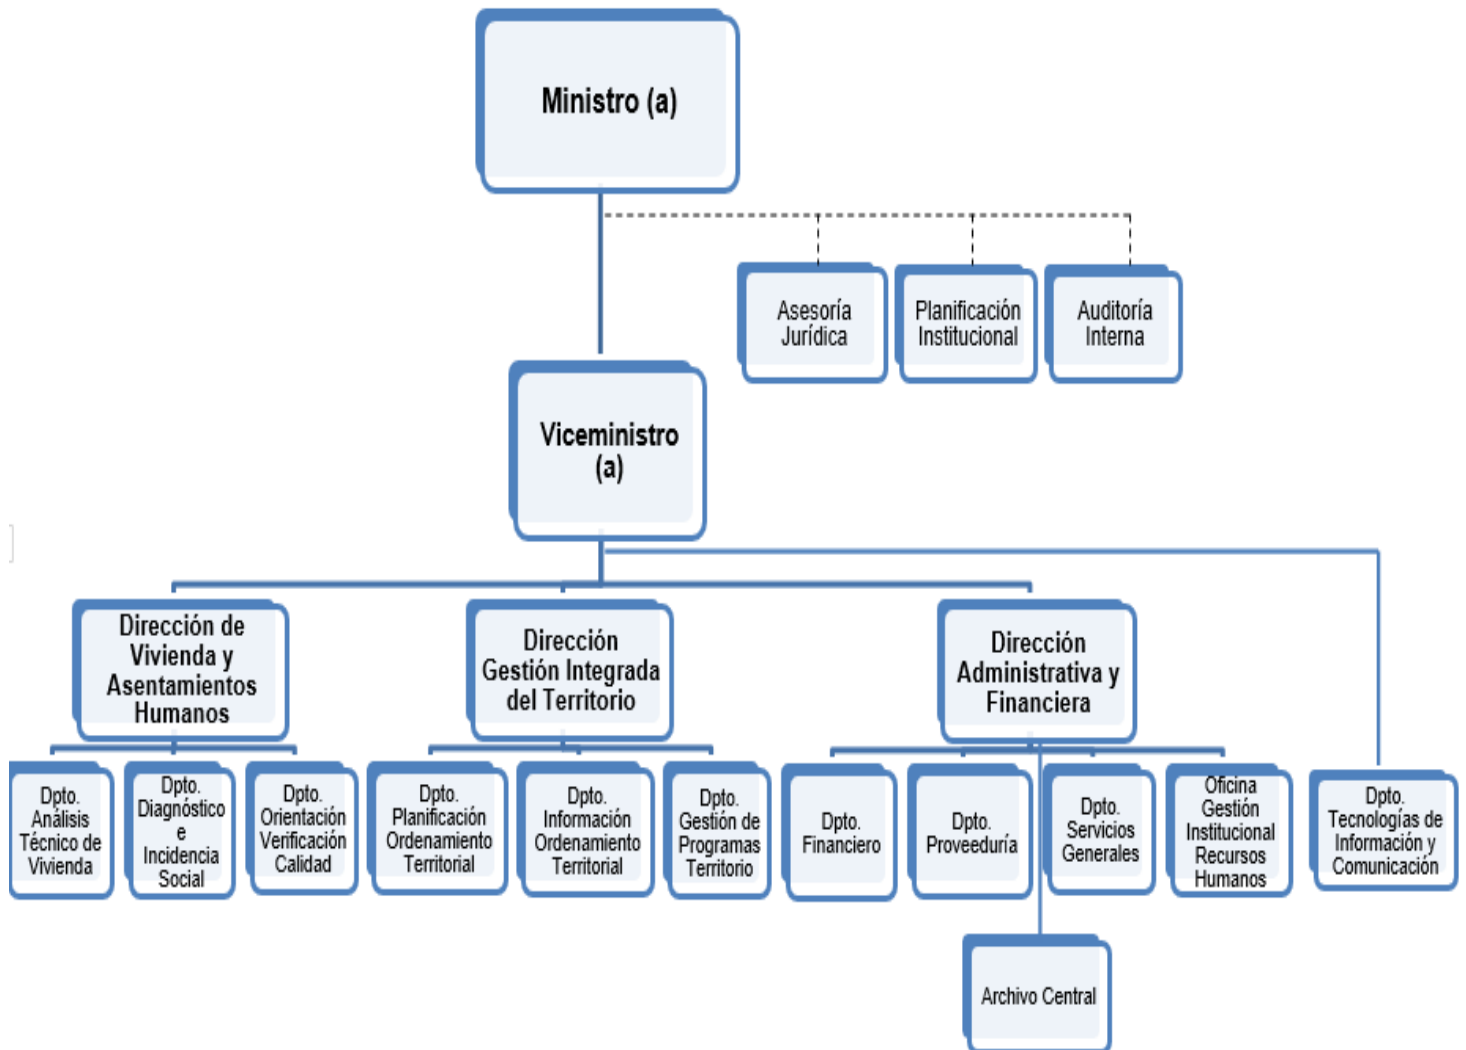 Ministro (a)
Asesoría
Jurídica
Planificación
Institucional
Auditoría
Interna
Viceministro
(a)
Dirección de
Vivienda y
Asentamientos
Humanos
Dirección
Gestión Integrada
del Territorio
Dirección
Administrativa y
Financiera
Dpto.
Análisis
Técnico de
Vivienda
Dpto.
Diagnóstico
e
Incidencia
Social
Dpto.
Orientación
Verificación
Calidad
Dpto.
Planificación
Ordenamiento
Territorial
Dpto.
Información
Ordenamiento
Territorial
Dpto.
Gestión de
Programas
Territorio
Dpto.
Financiero
Dpto.
Proveeduría
Dpto.
Servicios
Generales
Oficina
Gestión
Institucional
Recursos
Humanos
Dpto.
Tecnologías de
Información y
Comunicación
Archivo Central